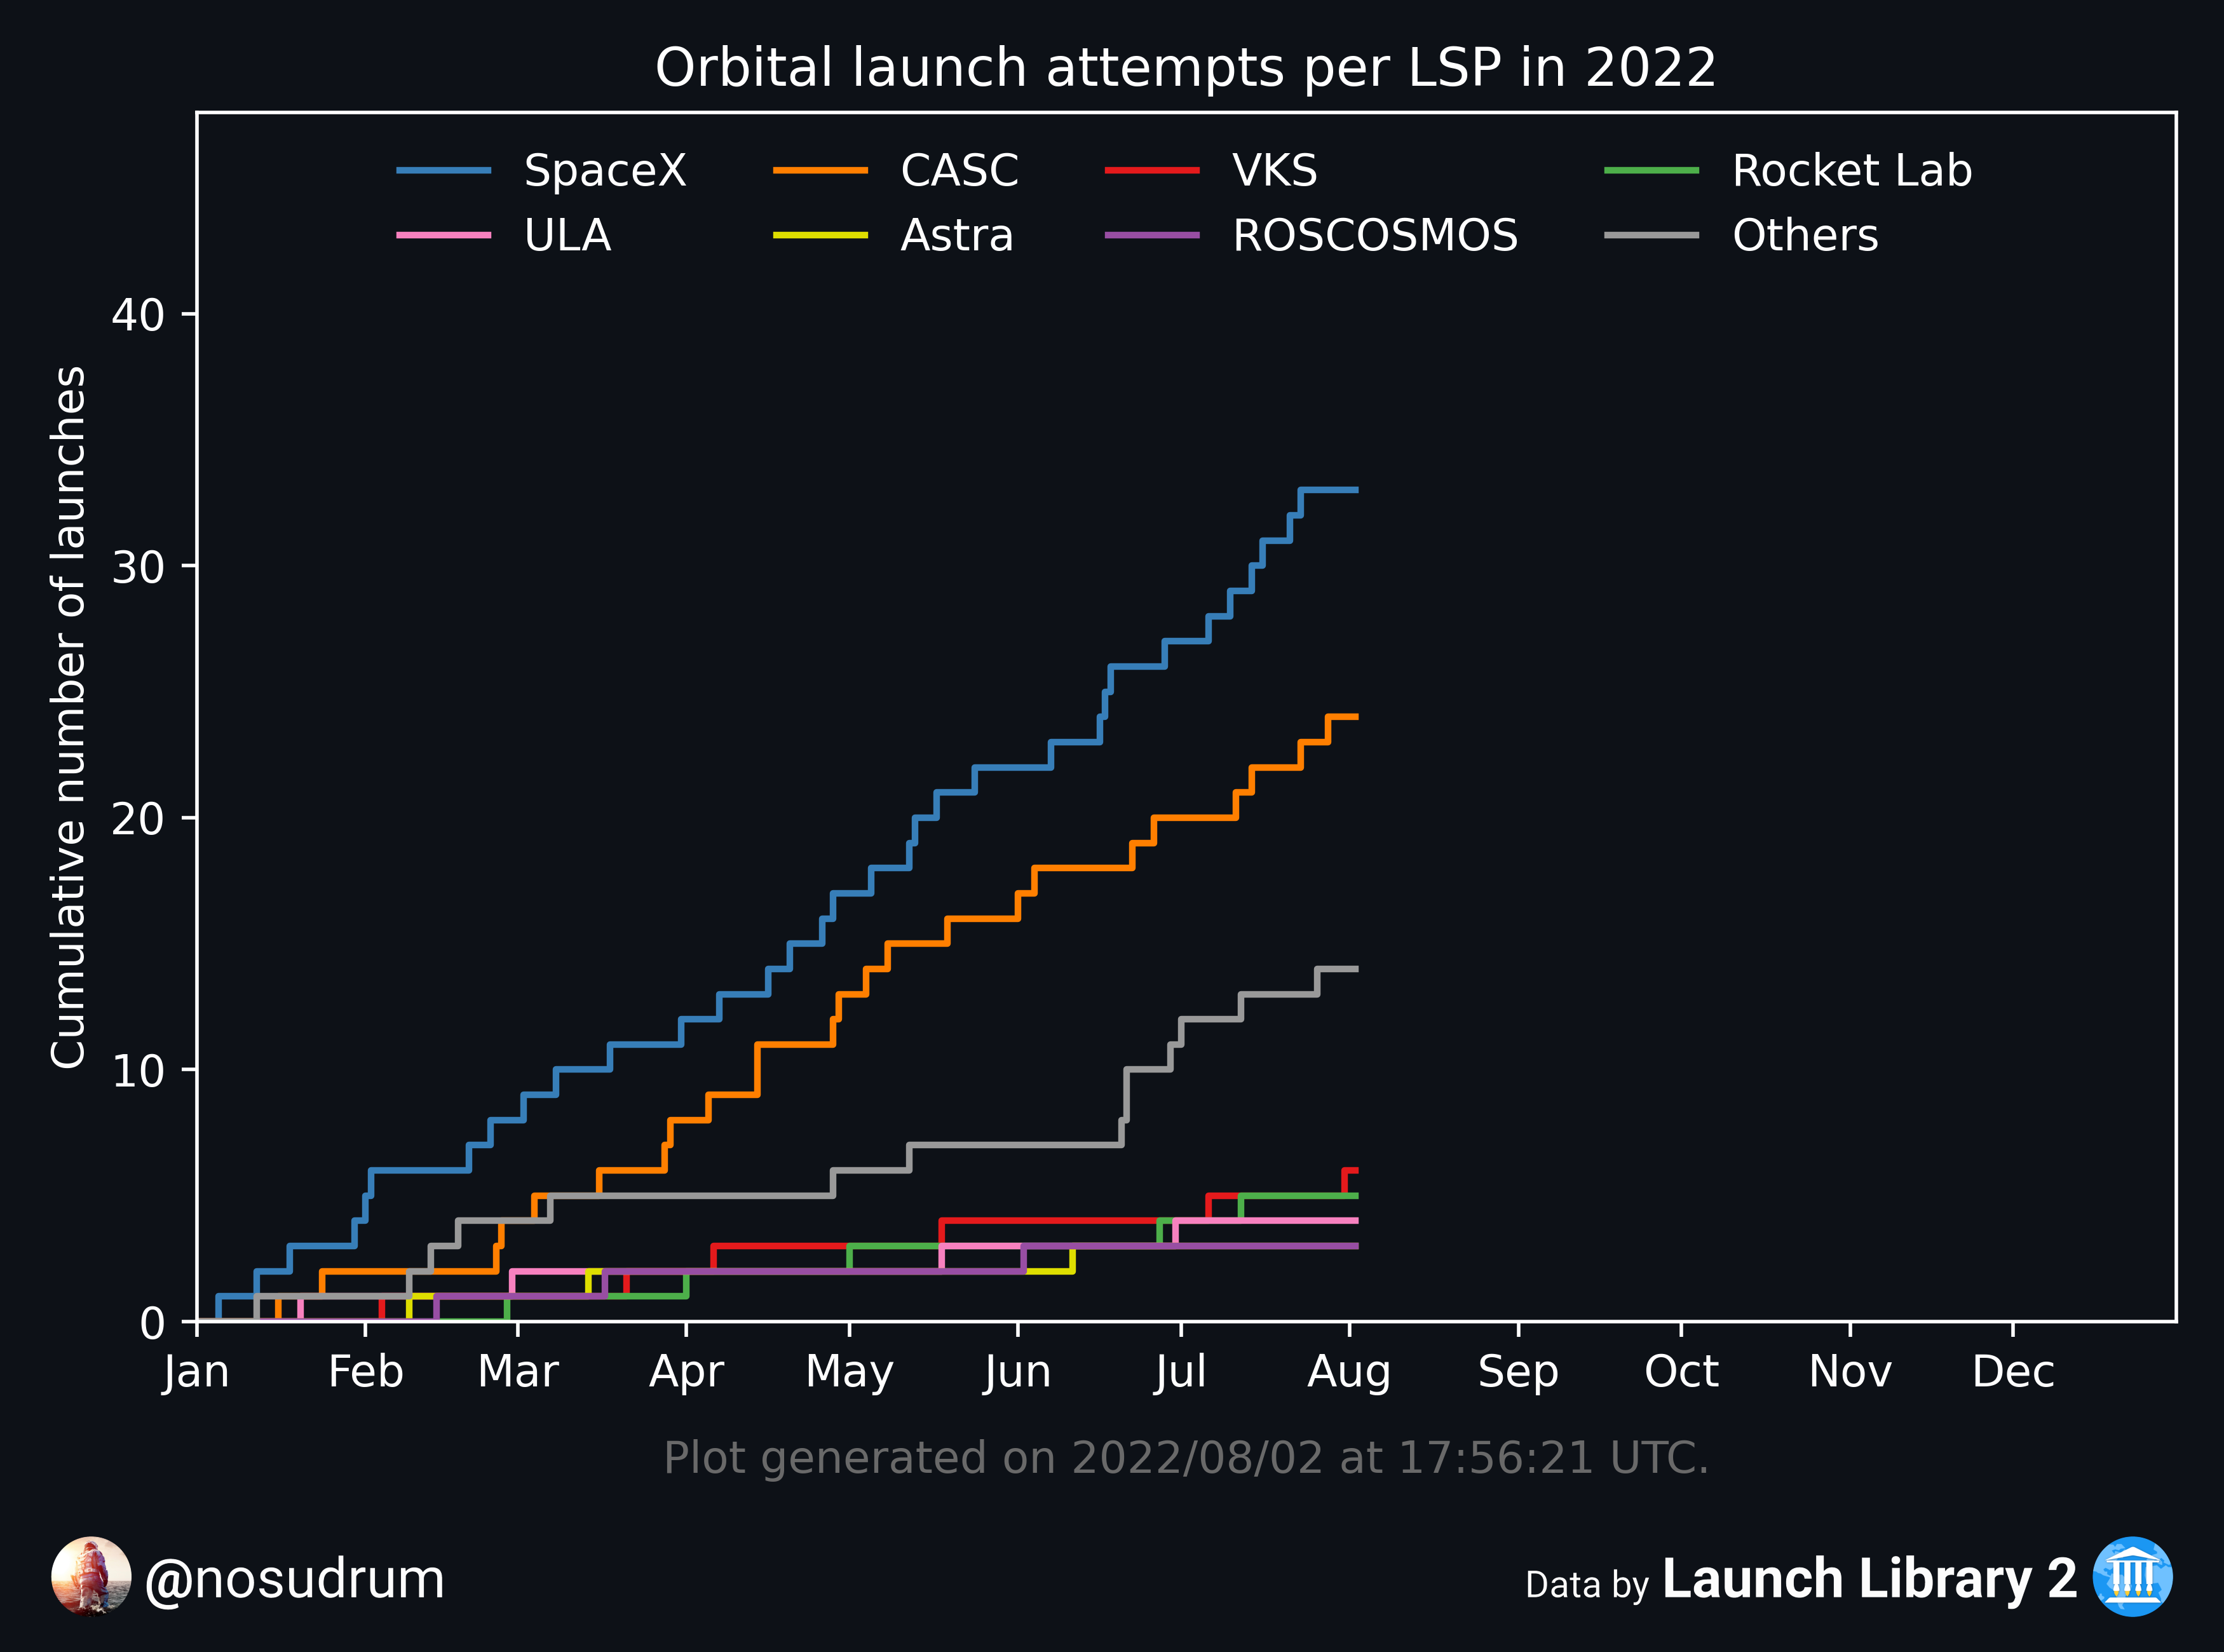 Orbital launch attempts per LSP in 2022
SpaceX CASC VKS Rocket Lab
ULA Astra ROSCOSMOS Others
Cumulative number of launches
40
30
20
10
0
Jan Feb Mar Apr May Jun Jul Aug Sep Oct Nov Dec
Plot generated on 2022/08/02 at 17:56:21 UTC.
@nosudrum
Data by Launch Library 2